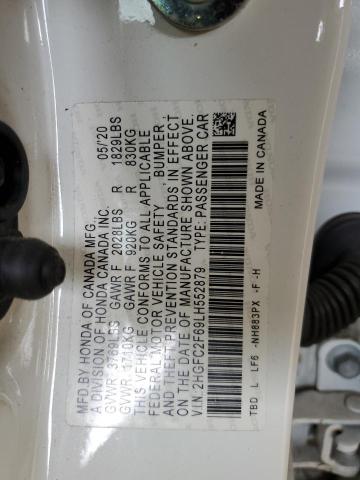 MFD.BY HONDA OF CANADA MFG. 05/'20
A DIVISION OF HONDA CANADA INC.
GVWR 3768LBS GAWR F 2028LBS R 1829LBS
GVWR 1710KG GAWR F 920KG R 830KG
THIS VEHICLE CONFORMS TO ALL APPLICABLE
FEDERAL MOTOR VEHICLE SAFETY BUMPER,
AND THEFT PREVENTION STANDARDS IN EFFECT
ON THE DATE OF MANUFACTURE SHOWN ABOVE.
V.I.N. 2HGFC2F69LH552879 TYPE: PASSENGER CAR
TBD L LF6 -NH883PX -F -H MADE IN CANADA